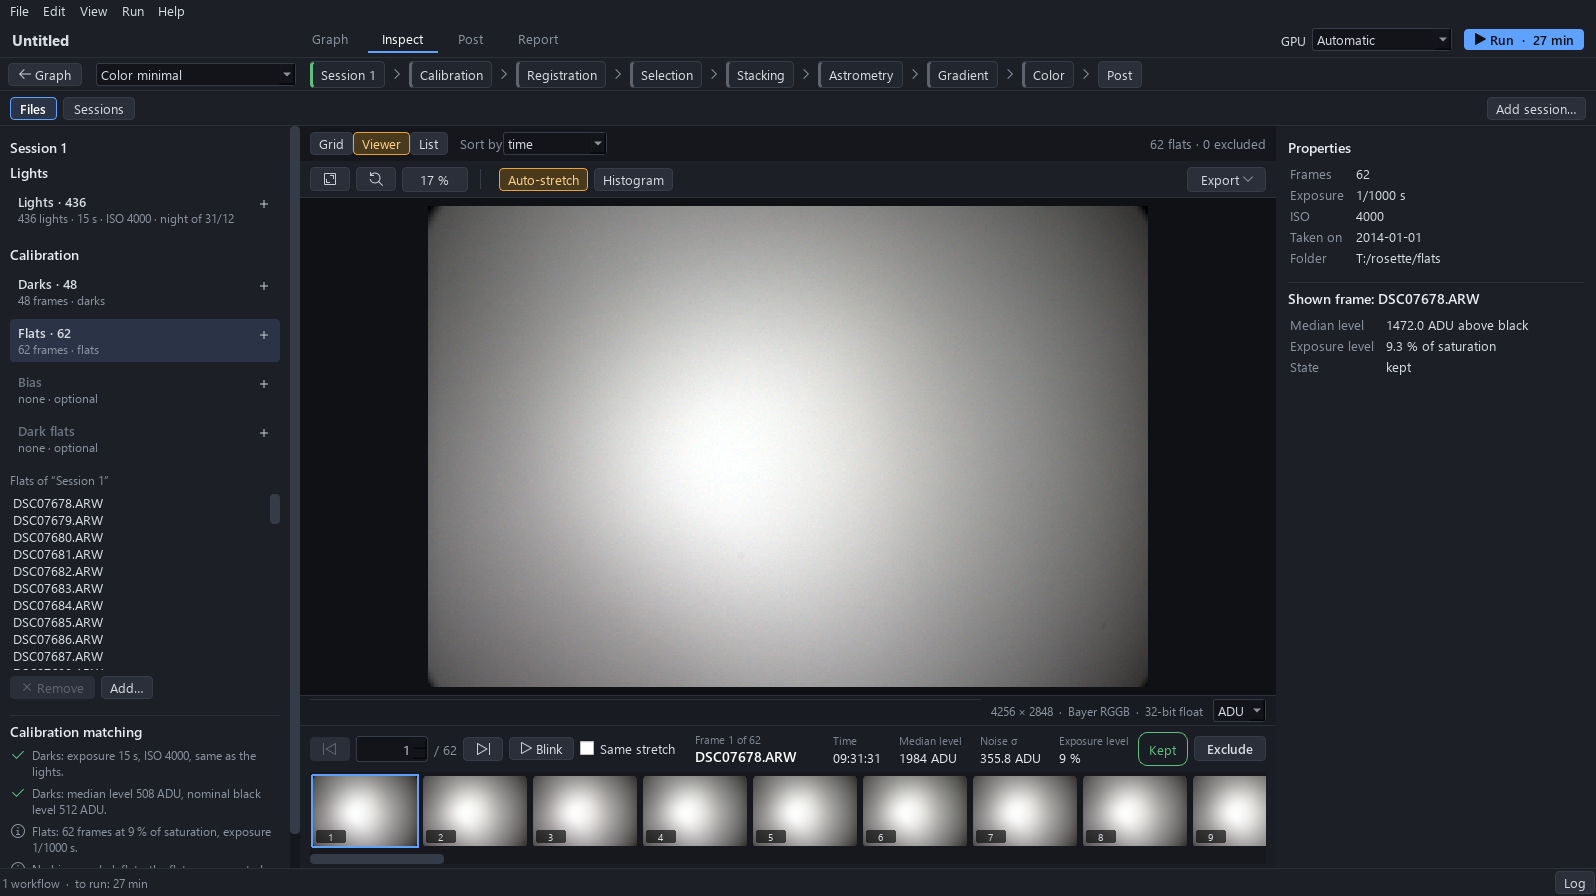 File Edit View Run Help
Untitled
Graph Inspect Post Report
GPU Automatic
Run · 27 min
Graph
Color minimal
Session 1 Calibration Registration Selection Stacking Astrometry Gradient Color Post
Files Sessions
Add session...
Session 1
Lights
Lights · 436
436 lights · 15 s · ISO 4000 · night of 31/12
Calibration
Darks · 48
48 frames · darks
Flats · 62
62 frames · flats
Bias
none · optional
Dark flats
none · optional
Flats of "Session 1"
DSC07678.ARW
DSC07679.ARW
DSC07680.ARW
DSC07681.ARW
DSC07682.ARW
DSC07683.ARW
DSC07684.ARW
DSC07685.ARW
DSC07686.ARW
DSC07687.ARW
Remove Add...
Calibration matching
Darks: exposure 15 s, ISO 4000, same as the
lights.
Darks: median level 508 ADU, nominal black
level 512 ADU.
Flats: 62 frames at 9 % of saturation, exposure
1/1000 s.
Grid Viewer List Sort by time
62 flats · 0 excluded
17 % Auto-stretch Histogram
Export
4256 × 2848 · Bayer RGGB · 32-bit float ADU
1 / 62
Blink
Same stretch
Frame 1 of 62
DSC07678.ARW
Time
09:31:31
Median level
1984 ADU
Noise σ
355.8 ADU
Exposure level
9 %
Kept
Exclude
1 2 3 4 5 6 7 8 9
Properties
Frames 62
Exposure 1/1000 s
ISO 4000
Taken on 2014-01-01
Folder T:/rosette/flats
Shown frame: DSC07678.ARW
Median level 1472.0 ADU above black
Exposure level 9.3 % of saturation
State kept
1 workflow · to run: 27 min
Log